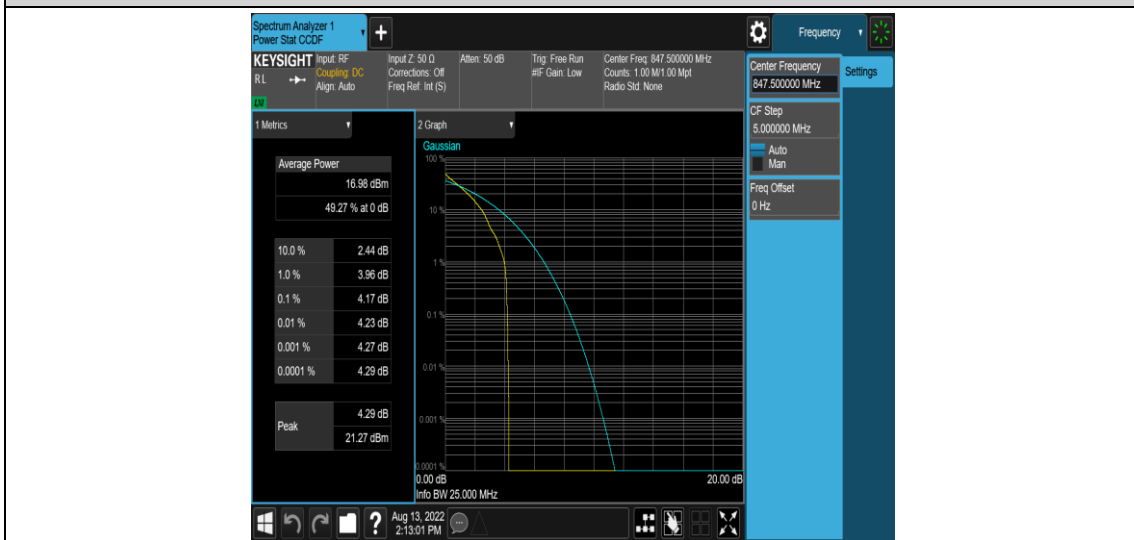 Spectrum Analyzer 1
Power Stat CCDF
+
Frequency
KEYSIGHT
RL
Input: RF
Coupling: DC
Align: Auto
Input Z: 50 Ω
Corrections: Off
Freq Ref: Int (S)
Atten: 50 dB
Trig: Free Run
#IF Gain: Low
Center Freq: 847.500000 MHz
Counts: 1.00 M/1.00 Mpt
Radio Std: None
Center Frequency
847.500000 MHz
Settings
CF Step
5.000000 MHz
Auto
Man
Freq Offset
0 Hz
1 Metrics
Average Power
16.98 dBm
49.27 % at 0 dB
10.0 % 2.44 dB
1.0 % 3.96 dB
0.1 % 4.17 dB
0.01 % 4.23 dB
0.001 % 4.27 dB
0.0001 % 4.29 dB
Peak
4.29 dB
21.27 dBm
2 Graph
Gaussian
100 %
10 %
1 %
0.1 %
0.01 %
0.001 %
0.0001 %
0.00 dB
20.00 dB
Info BW 25.000 MHz
?
Aug 13, 2022
2:13:01 PM